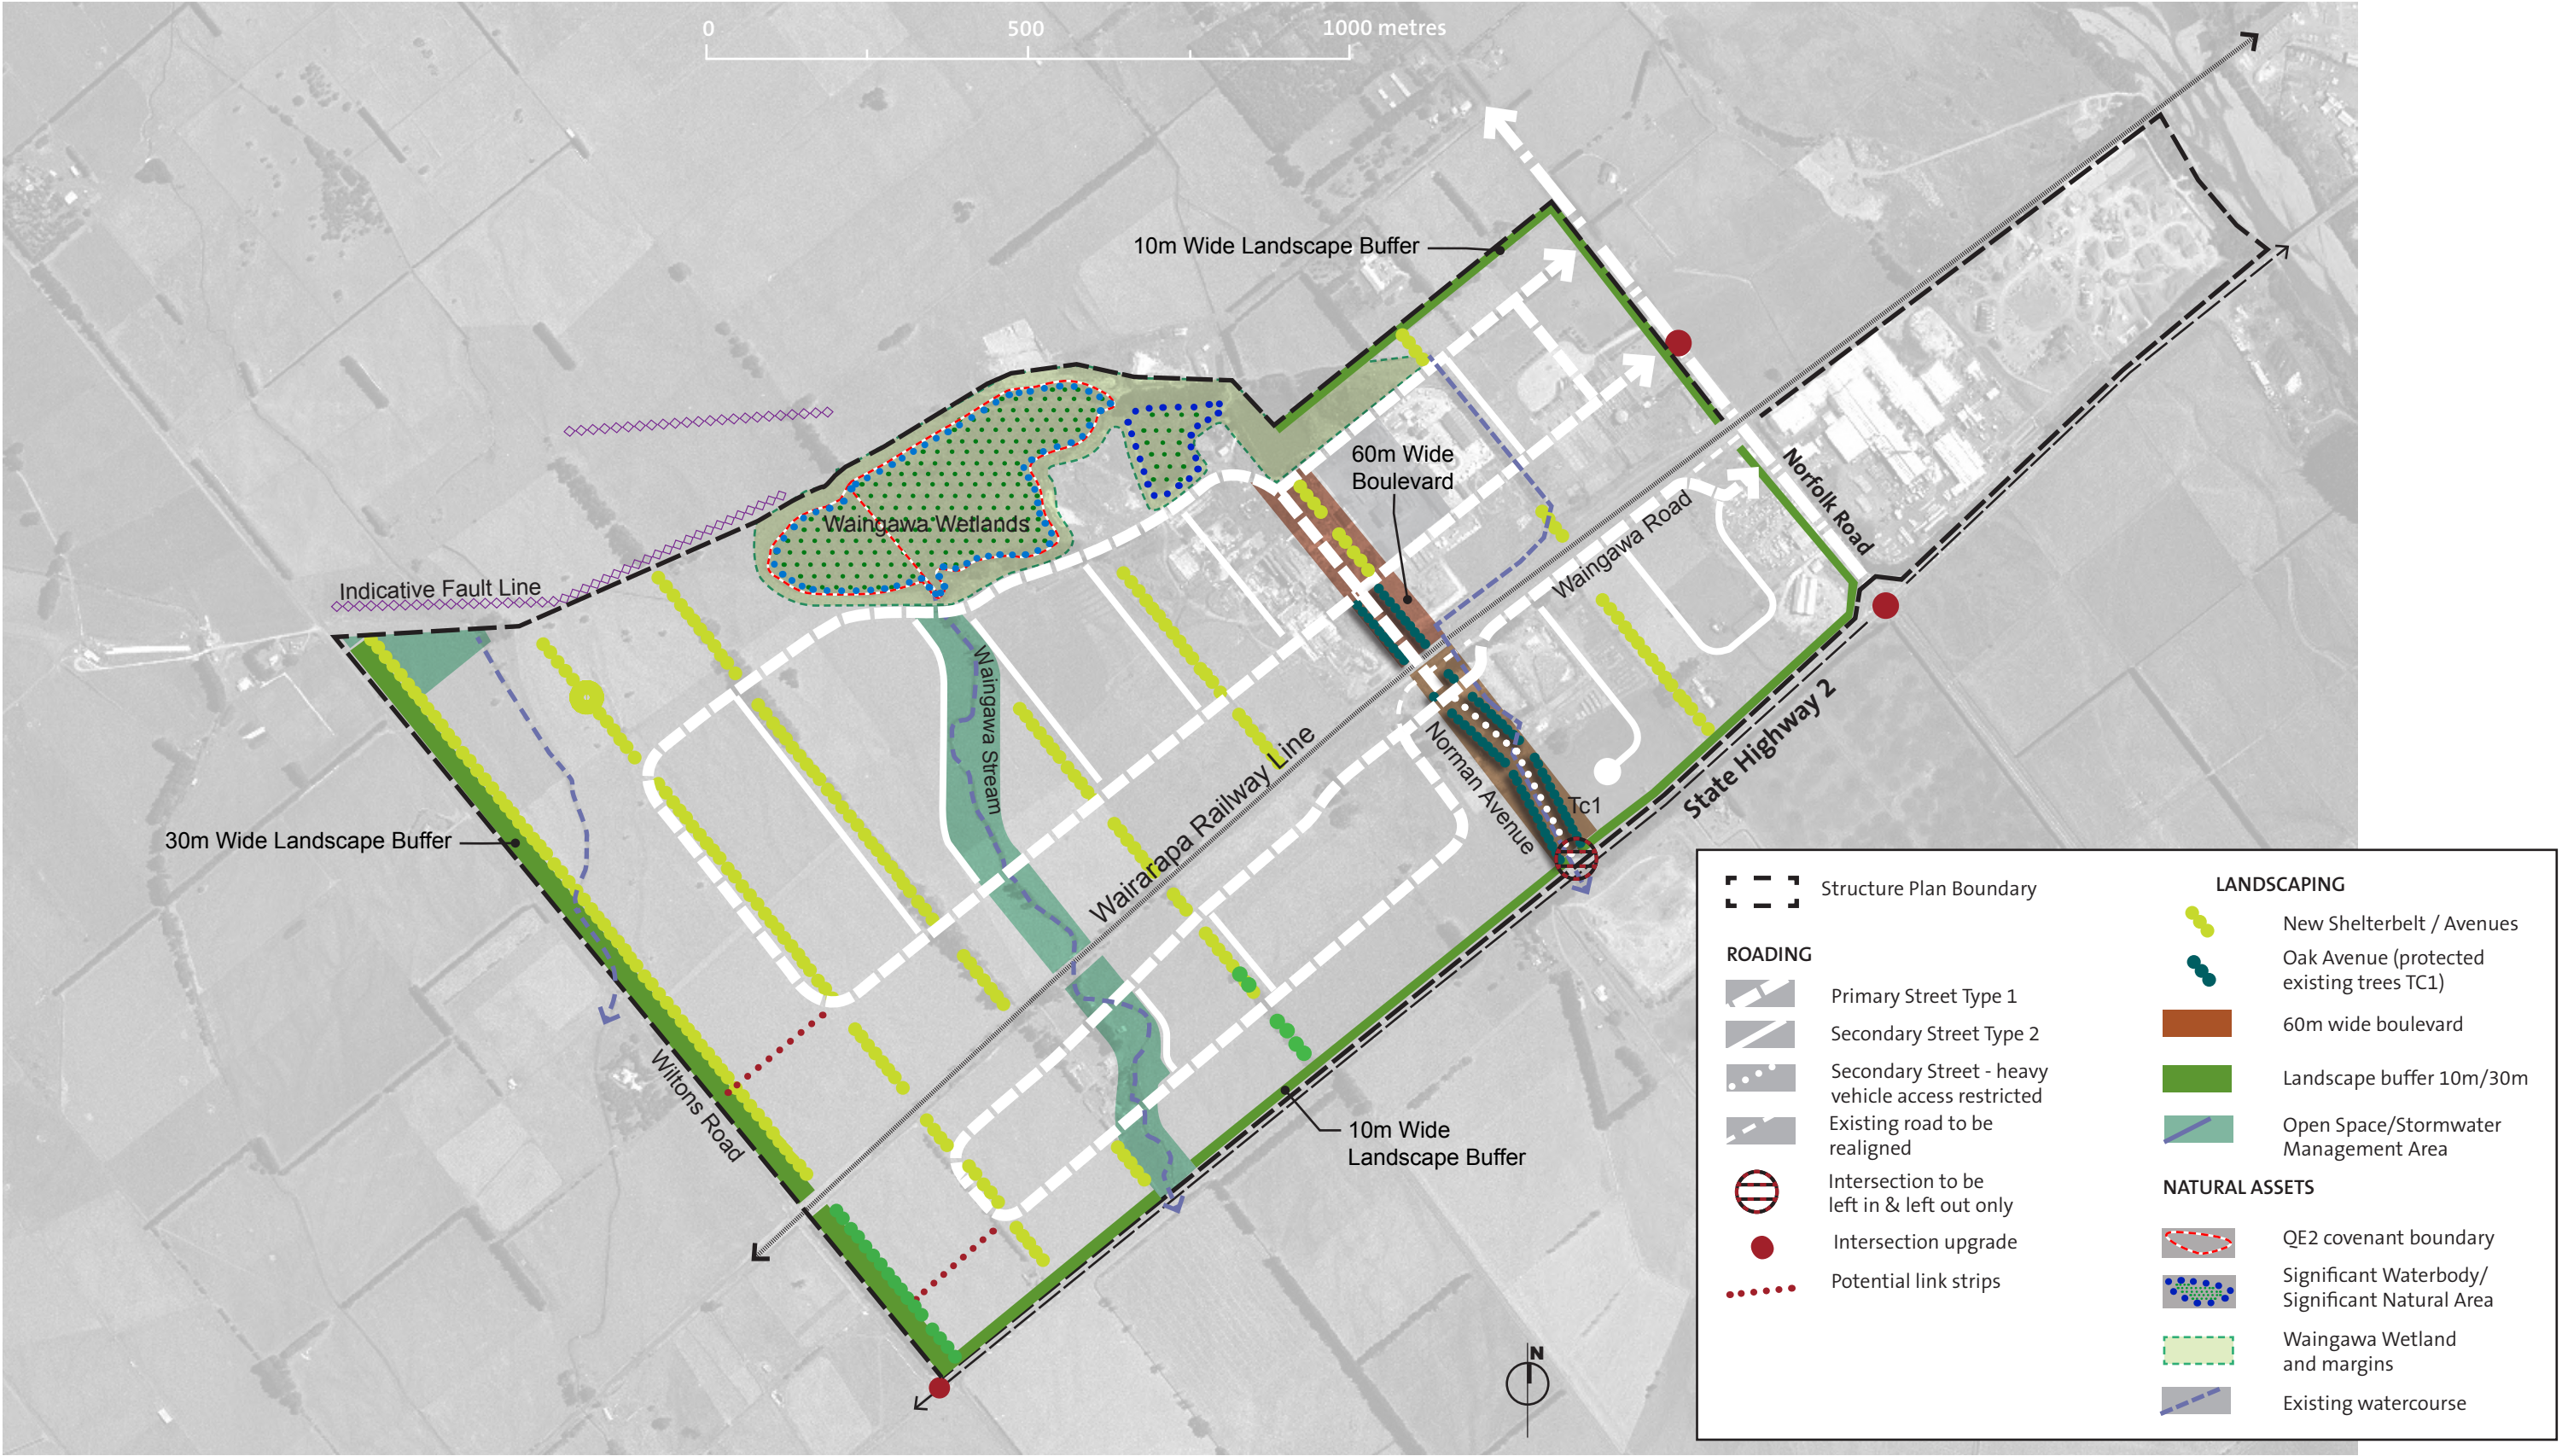 0 500 1000 metres
10m Wide Landscape Buffer
60m Wide
Boulevard
Norfolk Road
Waingawa Road
Waingawa Wetlands
Indicative Fault Line
Waingawa Stream
Wairarapa Railway Line
Norman Avenue
Tc1
State Highway 2
30m Wide Landscape Buffer
Wiltons Road
10m Wide
Landscape Buffer
N
Structure Plan Boundary
ROADING
Primary Street Type 1
Secondary Street Type 2
Secondary Street - heavy
vehicle access restricted
Existing road to be
realigned
Intersection to be
left in & left out only
Intersection upgrade
Potential link strips
LANDSCAPING
New Shelterbelt / Avenues
Oak Avenue (protected
existing trees TC1)
60m wide boulevard
Landscape buffer 10m/30m
Open Space/Stormwater
Management Area
NATURAL ASSETS
QE2 covenant boundary
Significant Waterbody/
Significant Natural Area
Waingawa Wetland
and margins
Existing watercourse